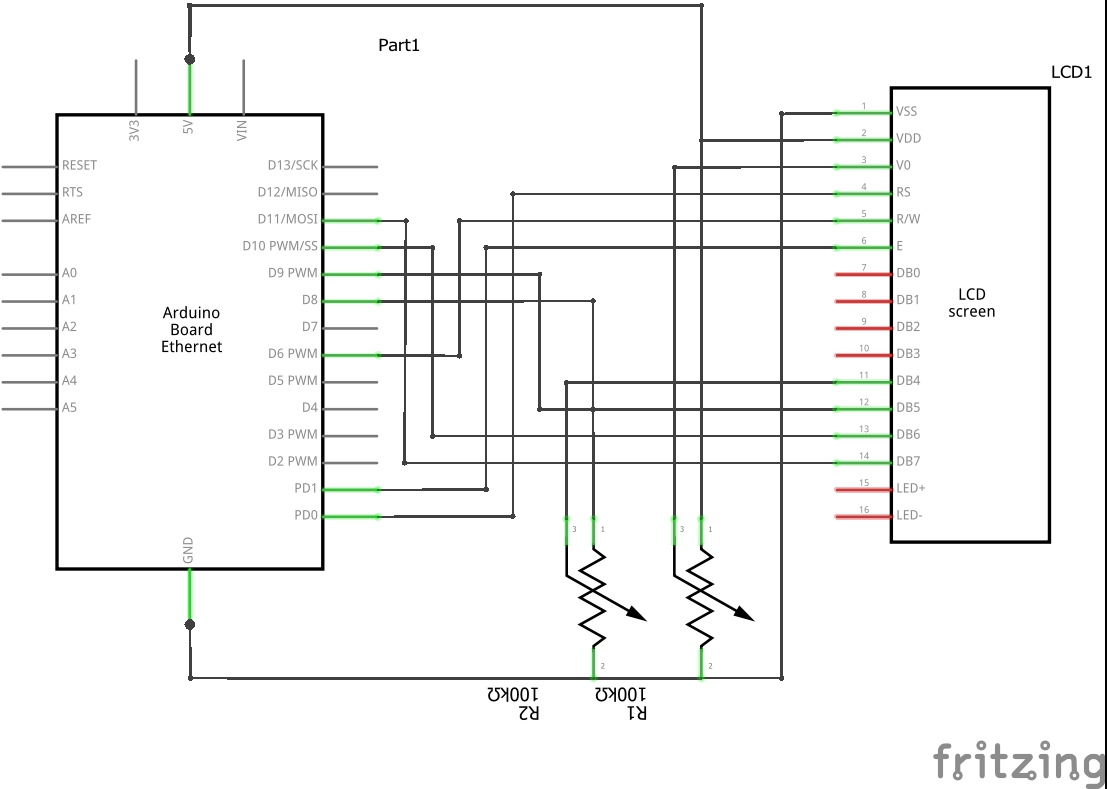 Part1
LCD1
3V3
5V
VIN
RESET
RTS
AREF
A0
A1
A2
A3
A4
A5
Arduino
Board
Ethernet
D13/SCK
D12/MISO
D11/MOSI
D10 PWM/SS
D9 PWM
D8
D7
D6 PWM
D5 PWM
D4
D3 PWM
D2 PWM
PD1
PD0
GND
1 VSS
2 VDD
3 V0
4 RS
5 R/W
6 E
7 DB0
8 DB1
9 DB2
10 DB3
11 DB4
12 DB5
13 DB6
14 DB7
15 LED+
16 LED-
LCD
screen
3 1
3 1
2
2
R2
100kΩ
R1
100kΩ
fritzing